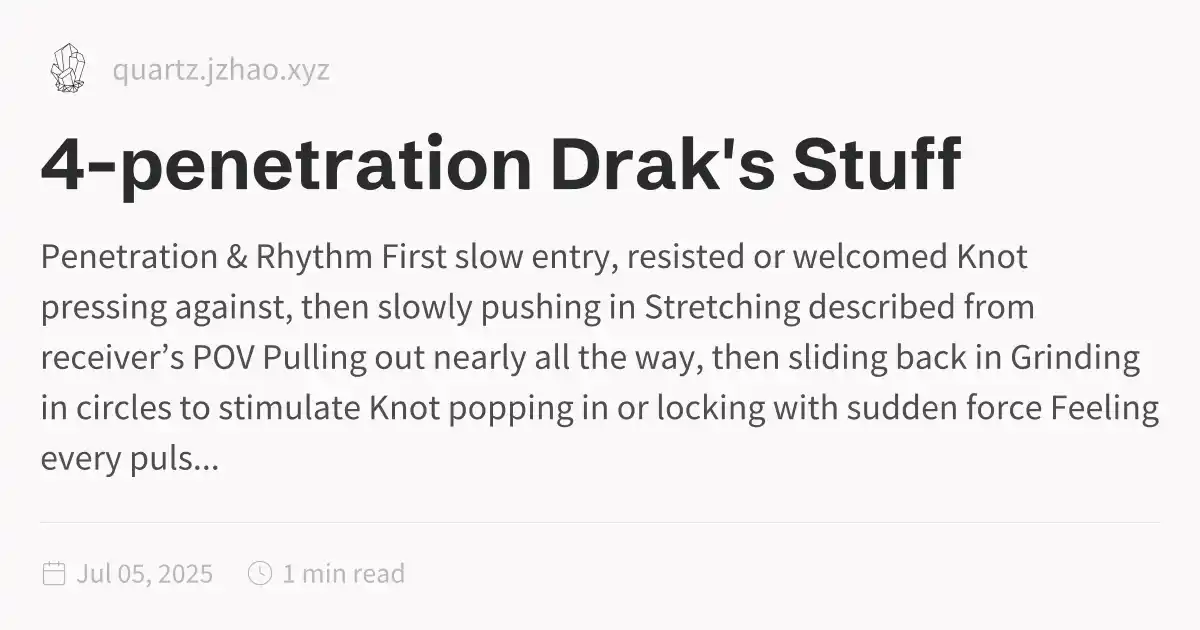 quartz.jzhao.xyz
4-penetration Drak's Stuff
Penetration & Rhythm First slow entry, resisted or welcomed Knot
pressing against, then slowly pushing in Stretching described from
receiver’s POV Pulling out nearly all the way, then sliding back in Grinding
in circles to stimulate Knot popping in or locking with sudden force Feeling
every puls...
Jul 05, 2025 1 min read